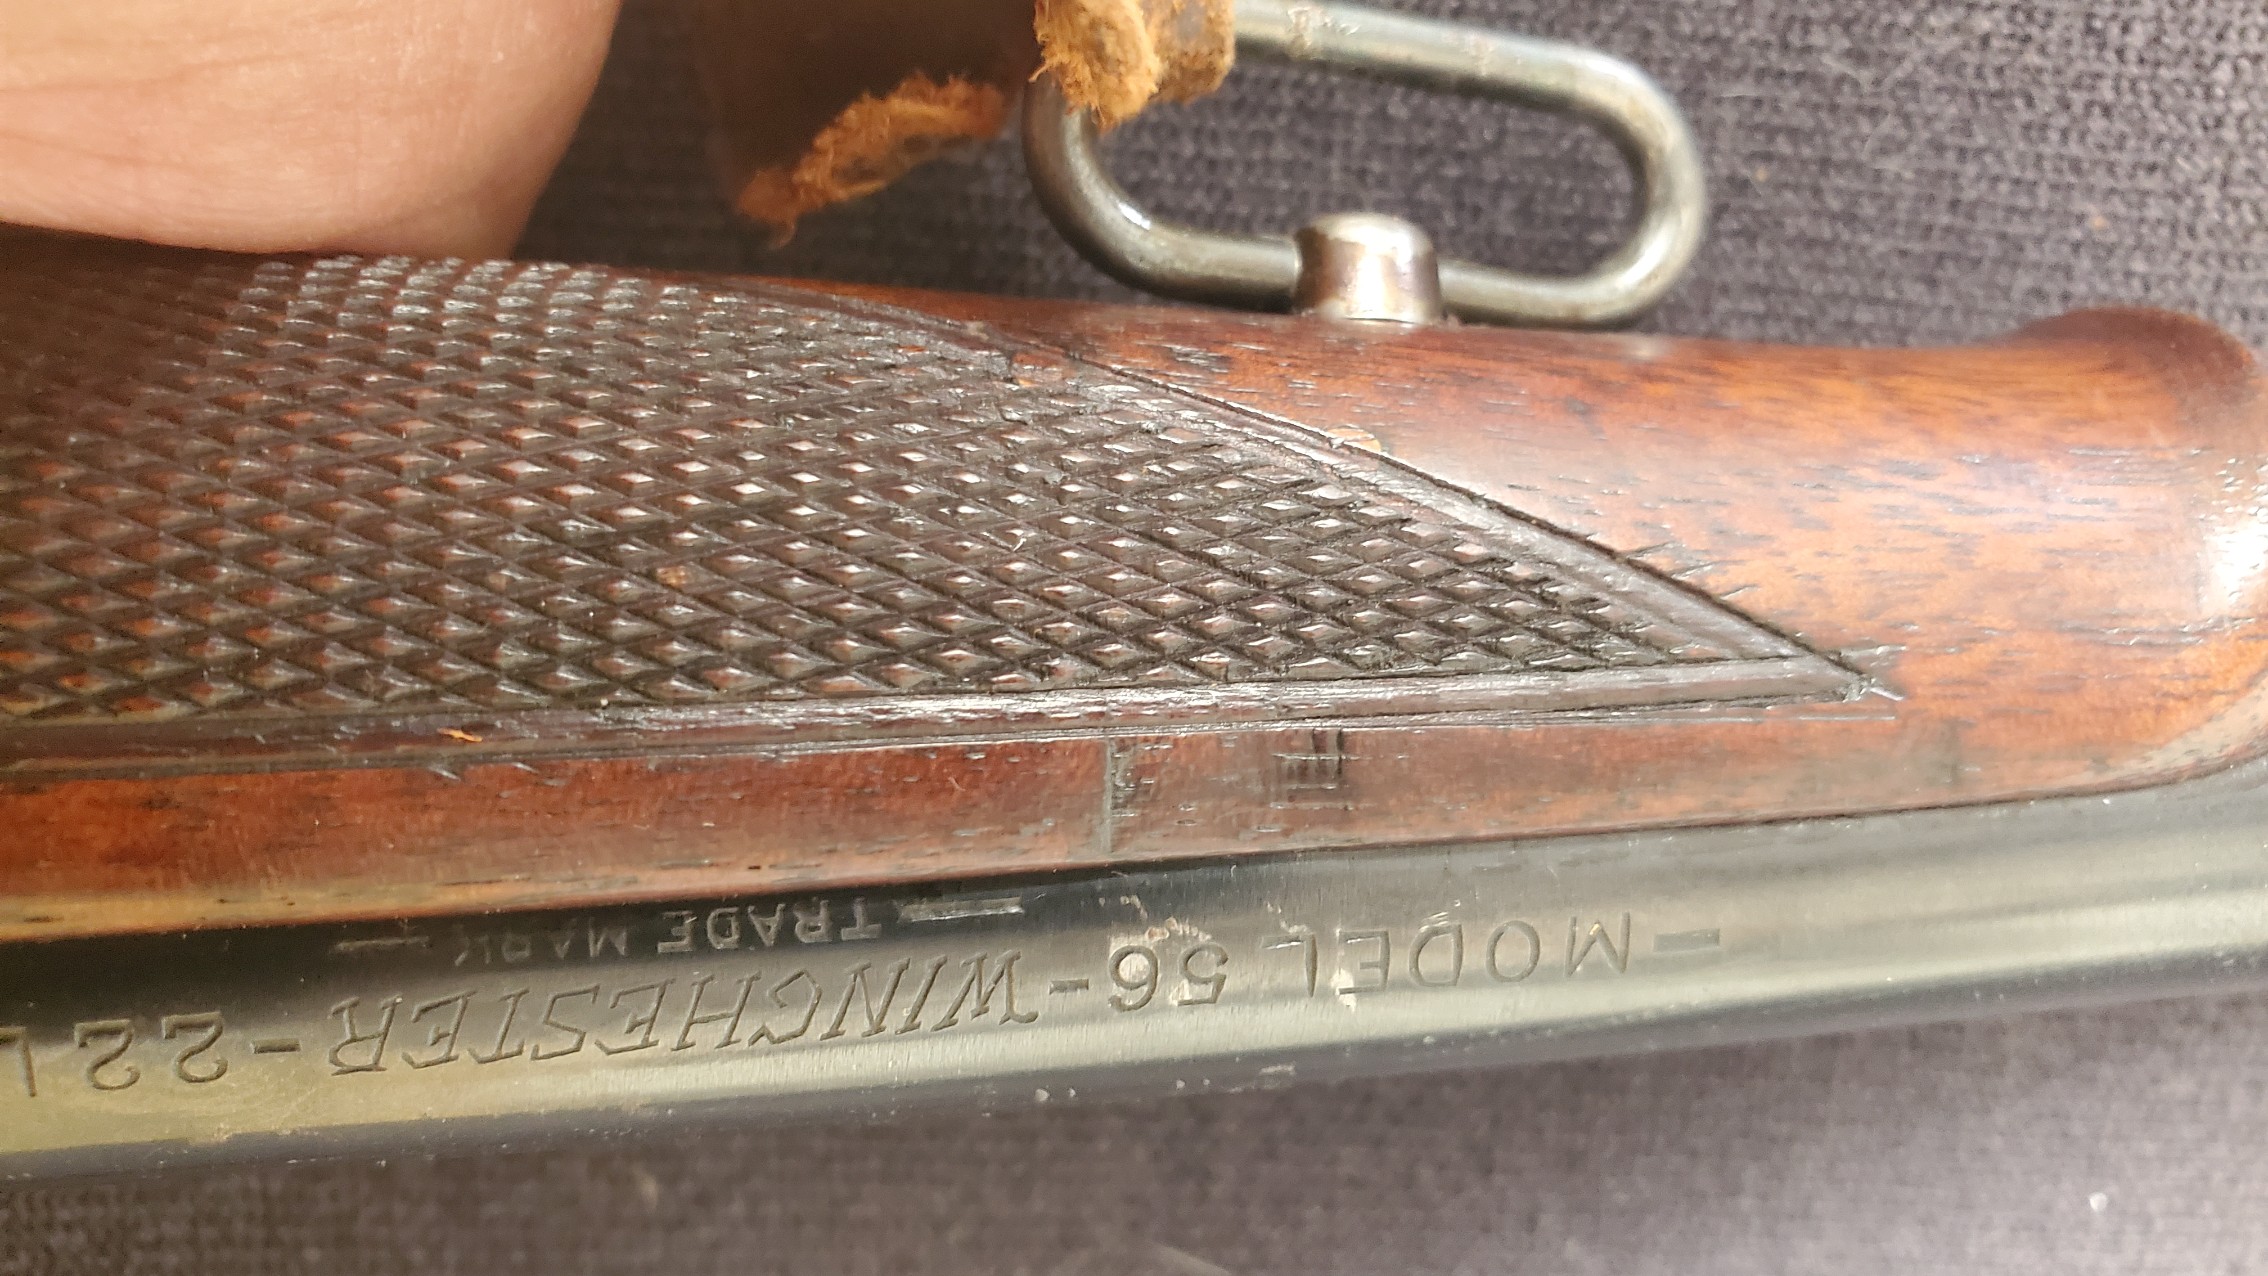 – MODEL 56 – WINCHESTER – 22 L
– TRADE MARK –